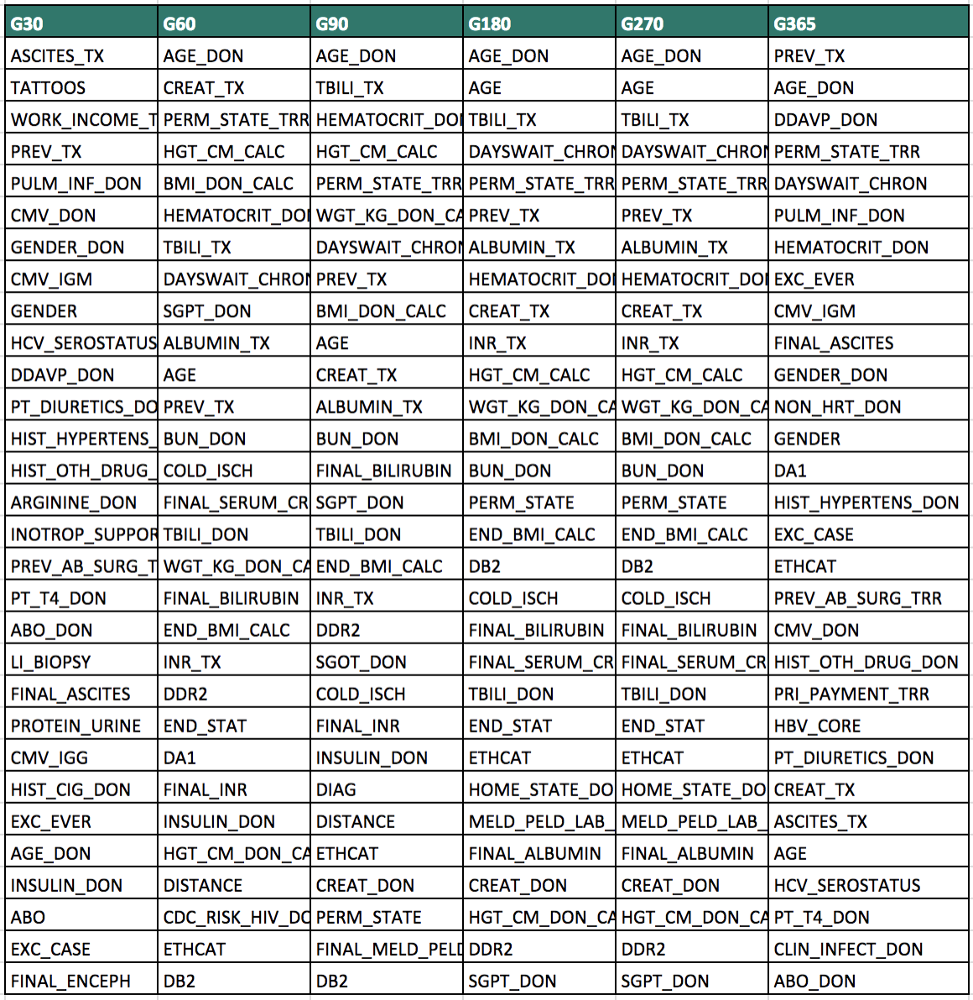 G30 G60 G90 G180 G270 G365
ASCITES_TX AGE_DON AGE_DON AGE_DON AGE_DON PREV_TX
TATTOOS CREAT_TX TBILI_TX AGE AGE AGE_DON
WORK_INCOME_T PERM_STATE_TRR HEMATOCRIT_DO TBILI_TX TBILI_TX DDAVP_DON
PREV_TX HGT_CM_CALC HGT_CM_CALC DAYSWAIT_CHRO DAYSWAIT_CHRO PERM_STATE_TRR
PULM_INF_DON BMI_DON_CALC PERM_STATE_TRR PERM_STATE_TRR PERM_STATE_TRR DAYSWAIT_CHRON
CMV_DON HEMATOCRIT_DO WGT_KG_DON_CA PREV_TX PREV_TX PULM_INF_DON
GENDER_DON TBILI_TX DAYSWAIT_CHRO ALBUMIN_TX ALBUMIN_TX HEMATOCRIT_DON
CMV_IGM DAYSWAIT_CHRO PREV_TX HEMATOCRIT_DO HEMATOCRIT_DO EXC_EVER
GENDER SGPT_DON BMI_DON_CALC CREAT_TX CREAT_TX CMV_IGM
HCV_SEROSTATUS ALBUMIN_TX AGE INR_TX INR_TX FINAL_ASCITES
DDAVP_DON AGE CREAT_TX HGT_CM_CALC HGT_CM_CALC GENDER_DON
PT_DIURETICS_DO PREV_TX ALBUMIN_TX WGT_KG_DON_CA WGT_KG_DON_CA NON_HRT_DON
HIST_HYPERTENS_ BUN_DON BUN_DON BMI_DON_CALC BMI_DON_CALC GENDER
HIST_OTH_DRUG_ COLD_ISCH FINAL_BILIRUBIN BUN_DON BUN_DON DA1
ARGININE_DON FINAL_SERUM_CR SGPT_DON PERM_STATE PERM_STATE HIST_HYPERTENS_DON
INOTROP_SUPPOR TBILI_DON TBILI_DON END_BMI_CALC END_BMI_CALC EXC_CASE
PREV_AB_SURG_T WGT_KG_DON_CA END_BMI_CALC DB2 DB2 ETHCAT
PT_T4_DON FINAL_BILIRUBIN INR_TX COLD_ISCH COLD_ISCH PREV_AB_SURG_TRR
ABO_DON END_BMI_CALC DDR2 FINAL_BILIRUBIN FINAL_BILIRUBIN CMV_DON
LI_BIOPSY INR_TX SGOT_DON FINAL_SERUM_CR FINAL_SERUM_CR HIST_OTH_DRUG_DON
FINAL_ASCITES DDR2 COLD_ISCH TBILI_DON TBILI_DON PRI_PAYMENT_TRR
PROTEIN_URINE END_STAT FINAL_INR END_STAT END_STAT HBV_CORE
CMV_IGG DA1 INSULIN_DON ETHCAT ETHCAT PT_DIURETICS_DON
HIST_CIG_DON FINAL_INR DIAG HOME_STATE_DO HOME_STATE_DO CREAT_TX
EXC_EVER INSULIN_DON DISTANCE MELD_PELD_LAB_ MELD_PELD_LAB_ ASCITES_TX
AGE_DON HGT_CM_DON_CA ETHCAT FINAL_ALBUMIN FINAL_ALBUMIN AGE
INSULIN_DON DISTANCE CREAT_DON CREAT_DON CREAT_DON HCV_SEROSTATUS
ABO CDC_RISK_HIV_DO PERM_STATE HGT_CM_DON_CA HGT_CM_DON_CA PT_T4_DON
EXC_CASE ETHCAT FINAL_MELD_PELD DDR2 DDR2 CLIN_INFECT_DON
FINAL_ENCEPH DB2 DB2 SGPT_DON SGPT_DON ABO_DON